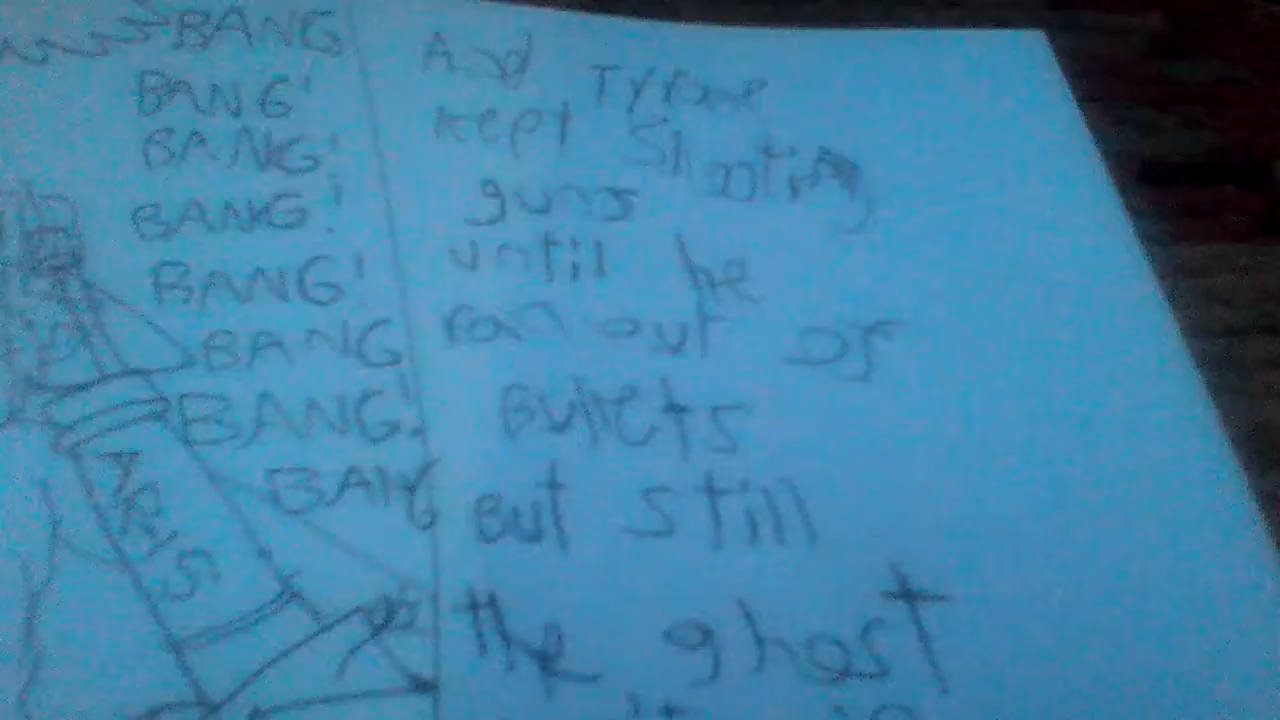 BANG
BANG!
BANG!
BANG!
BANG!
BANG
BANG!
BANG
AR15
And Tyrone
kept Shooting
guns
until he
ran out of
Bullets
But still
the ghost